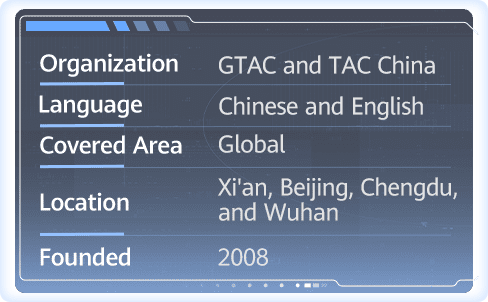 Organization GTAC and TAC China
Language Chinese and English
Covered Area Global
Location Xi'an, Beijing, Chengdu,
and Wuhan
Founded 2008